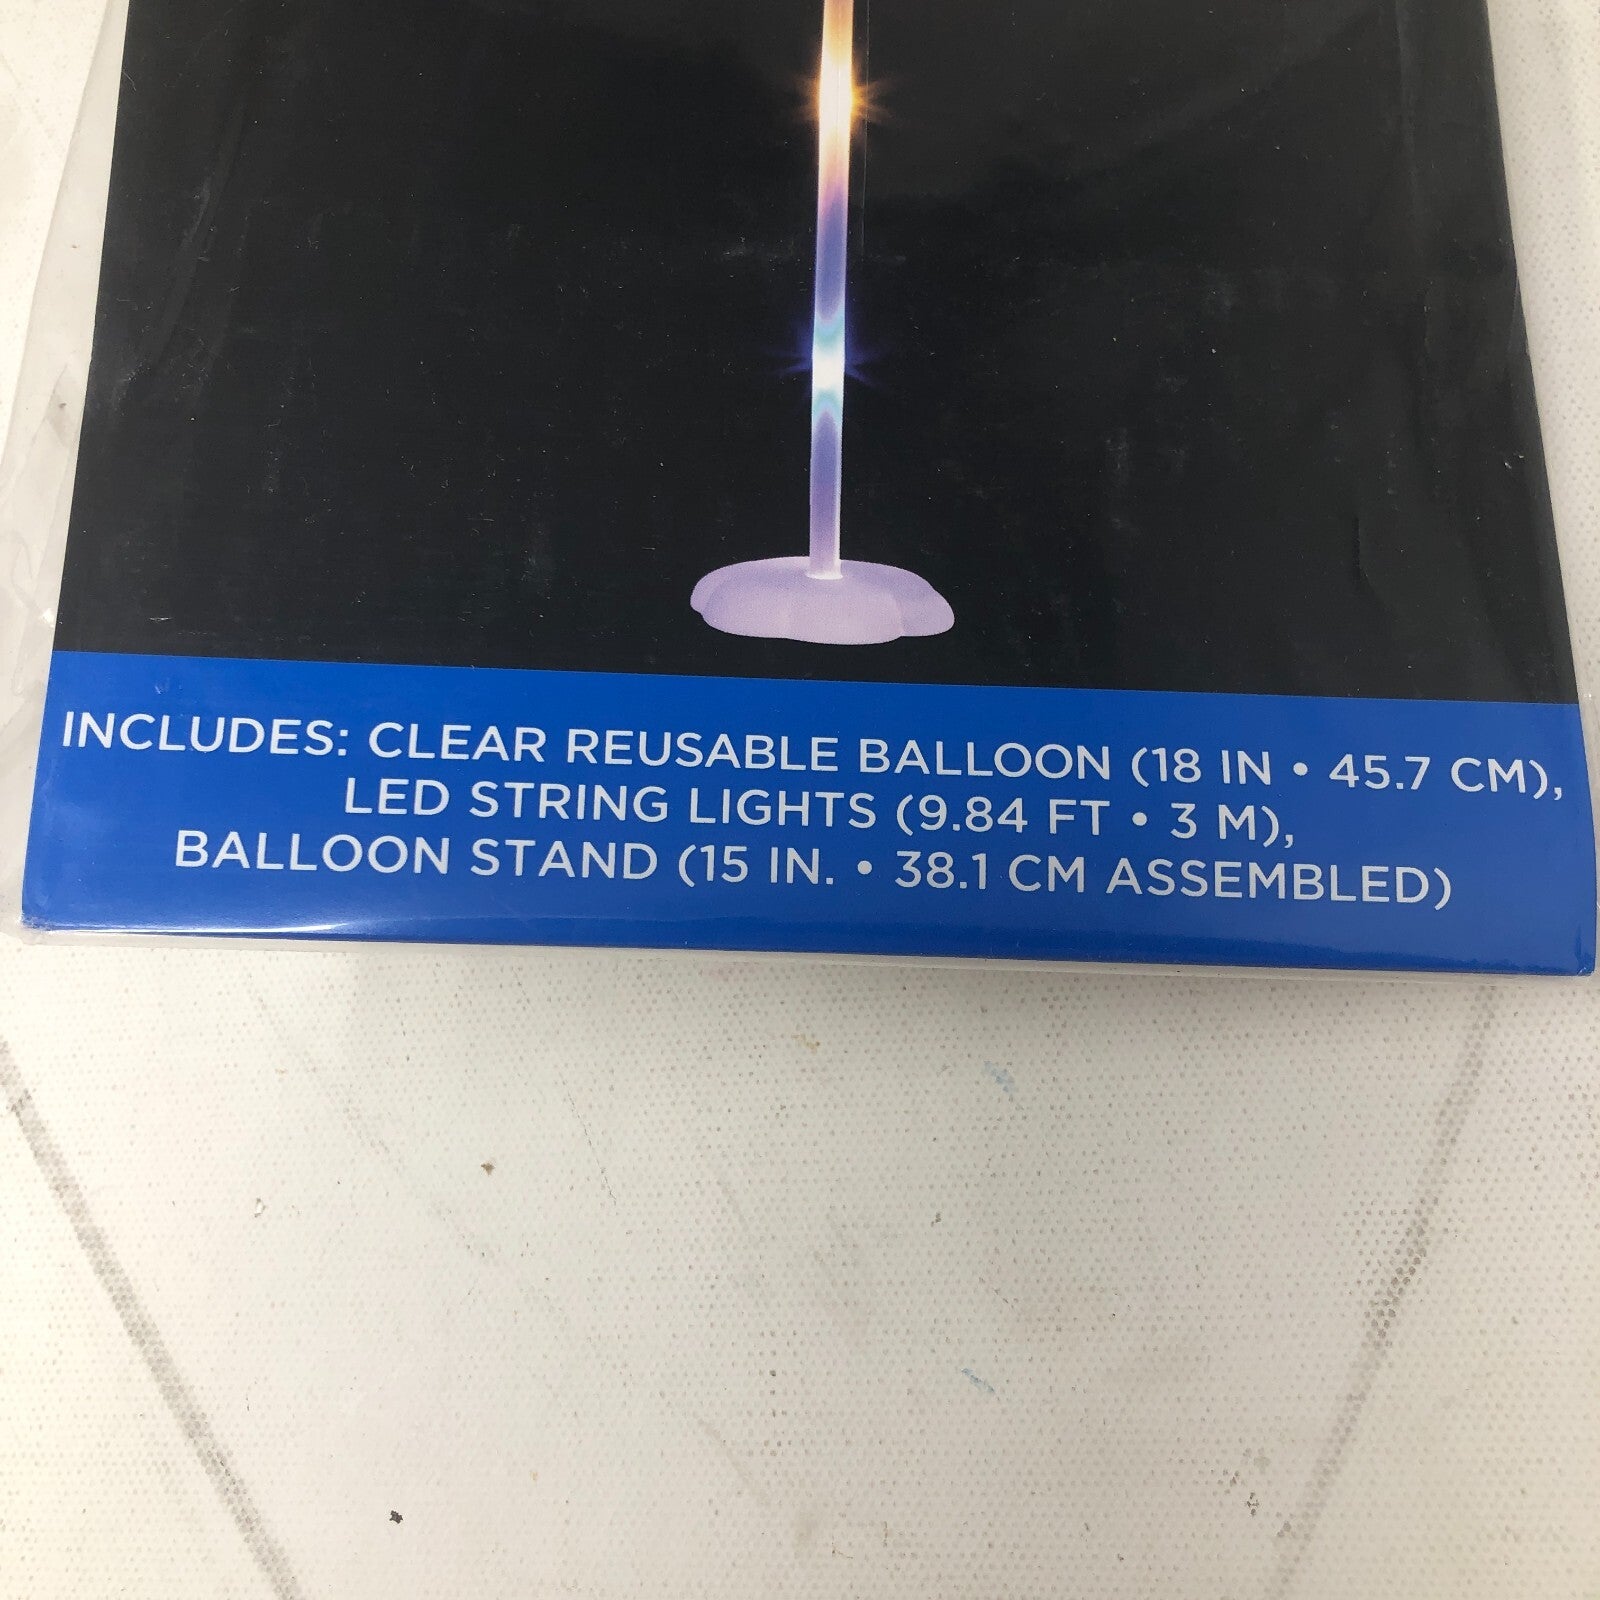 INCLUDES: CLEAR REUSABLE BALLOON (18 IN • 45.7 CM),
LED STRING LIGHTS (9.84 FT • 3 M),
BALLOON STAND (15 IN. • 38.1 CM ASSEMBLED)